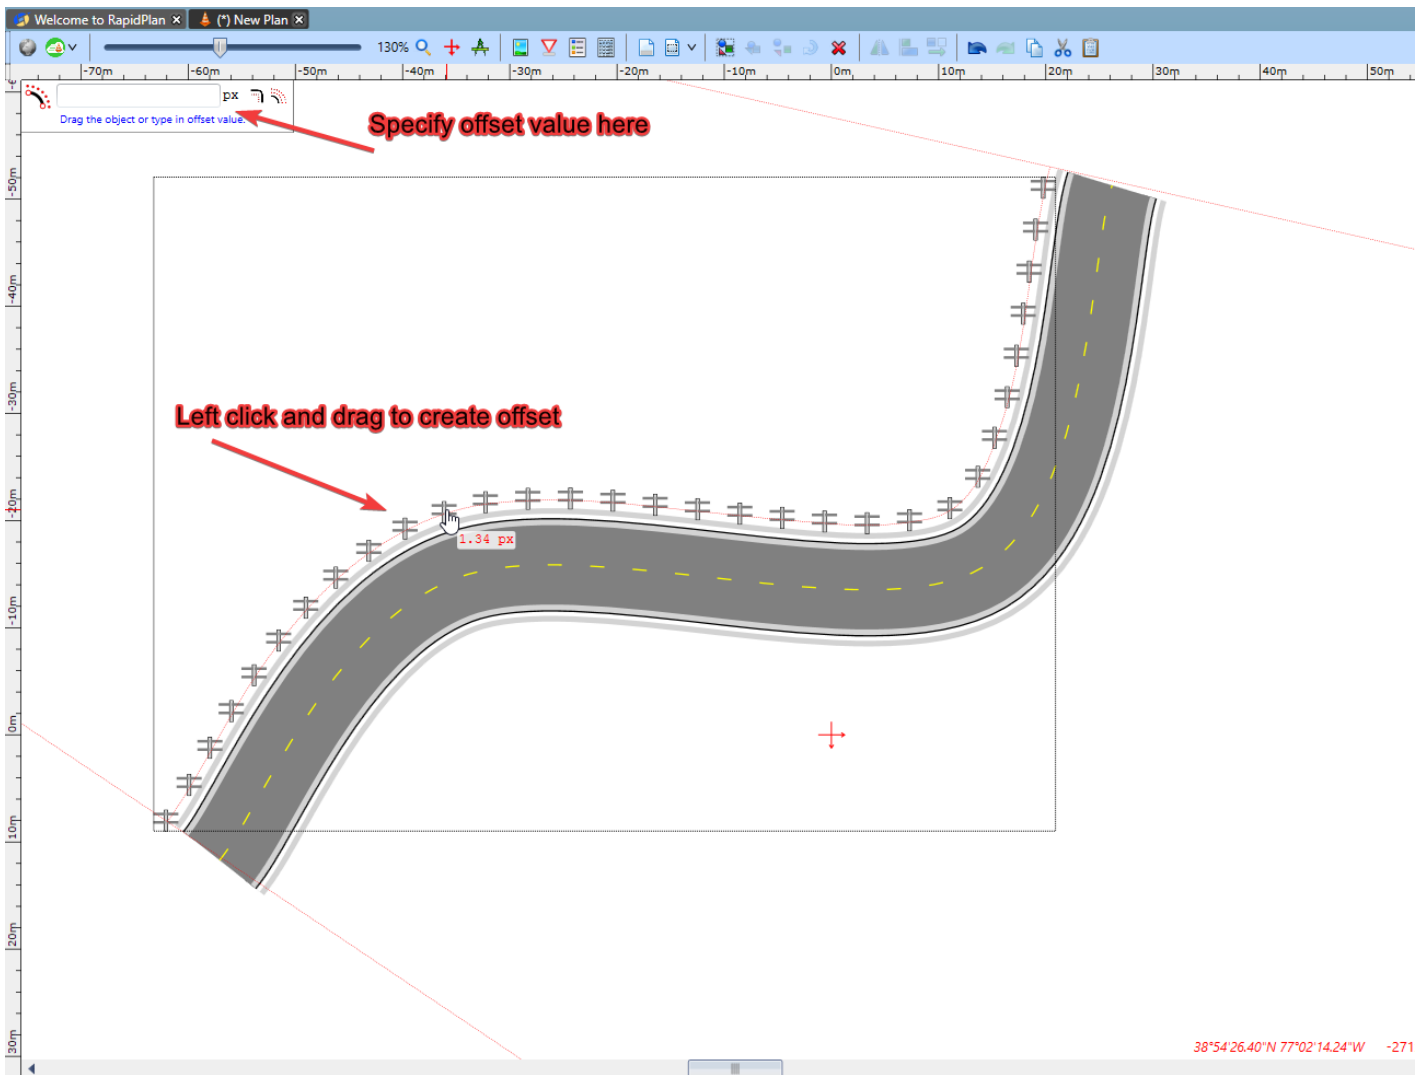 Welcome to RapidPlan
(*) New Plan
130%
-70m -60m -50m -40m -30m -20m -10m 0m 10m 20m 30m 40m 50m
px
Drag the object or type in offset value.
Specify offset value here
-50m
-40m
-30m
Left click and drag to create offset
-20m
1.34 px
-10m
0m
10m
20m
30m
38°54'26.40"N 77°02'14.24"W -271